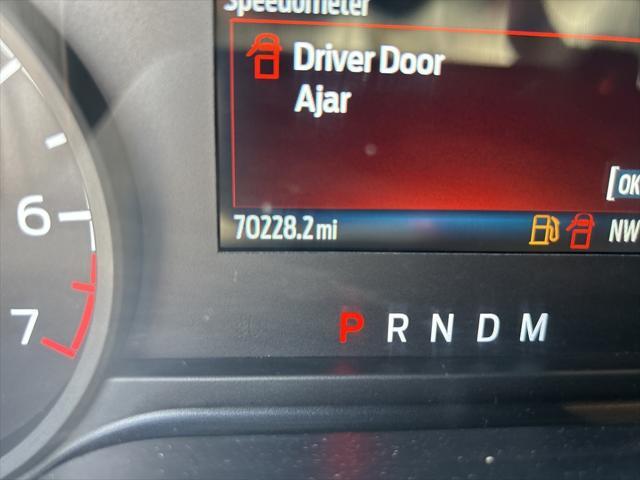 Speedometer
Driver Door
Ajar
[OK
70228.2 mi
NW
6
7
P R N D M